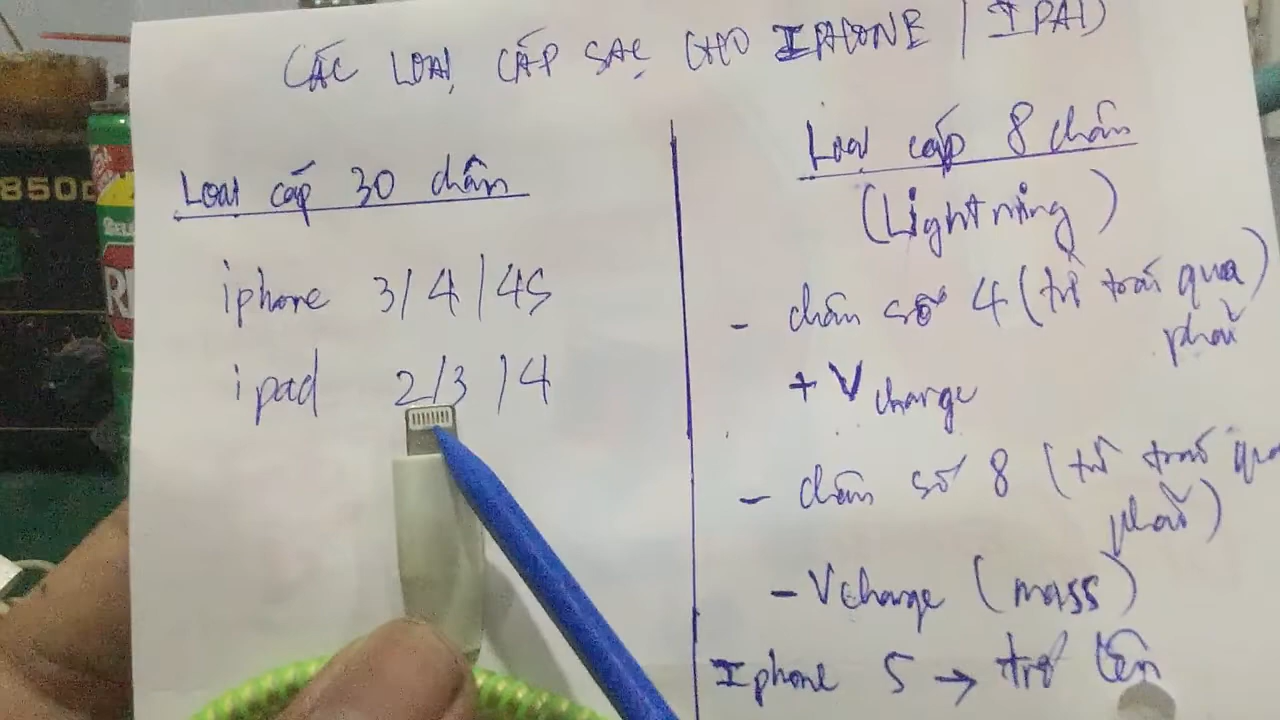 CÁC LOẠI CÁP SẠC CHO IPHONE / IPAD
Loại cáp 30 chân
iphone 3/4/4S
ipad 2/3/4
Loại cáp 8 chân
(Lightning)
- chân số 4 (từ trái qua
phải)
+ Vcharge
- chân số 8 (từ trái qua
phải)
- Vcharge (mass)
Iphone 5 → trở lên
850
R